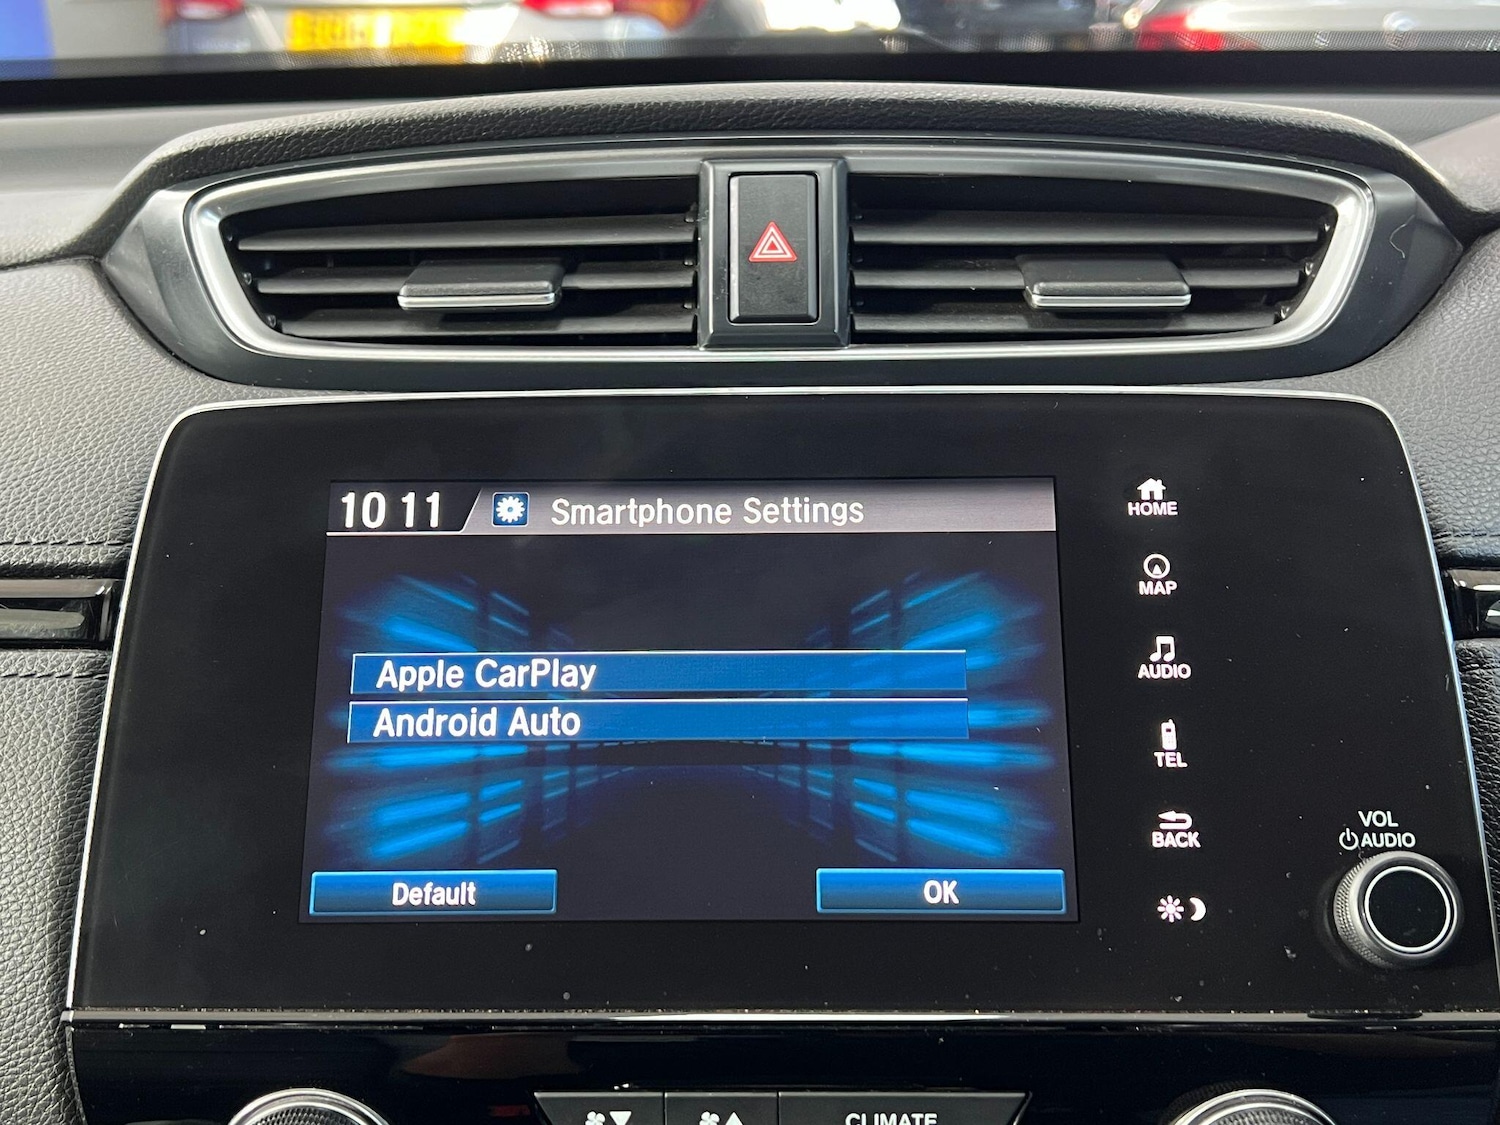 10 11 Smartphone Settings
Apple CarPlay
Android Auto
Default
OK
HOME
MAP
AUDIO
TEL
BACK
VOL
AUDIO
CLIMATE